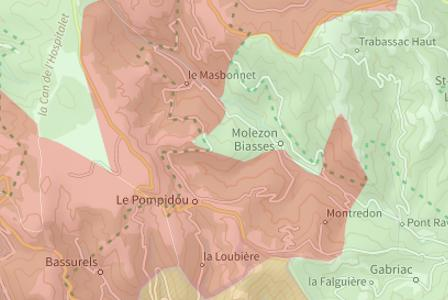 la Can de l'Hospitalet
Trabassac Haut
le Masbonnet
Molezon
Biasses
Le Pompidou
Montredon
Pont Rav
Bassurels
la Loubière
Gabriac
la Falguière